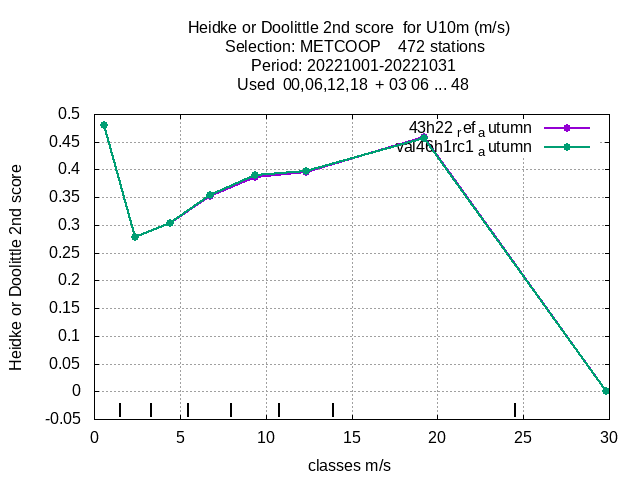 Heidke or Doolittle 2nd score for U10m (m/s)
Selection: METCOOP 472 stations
Period: 20221001-20221031
Used 00,06,12,18 + 03 06 ... 48
43h22refautumn
val46h1rc1autumn
Heidke or Doolittle 2nd score
0.5
0.45
0.4
0.35
0.3
0.25
0.2
0.15
0.1
0.05
0
-0.05
0 5 10 15 20 25 30
classes m/s